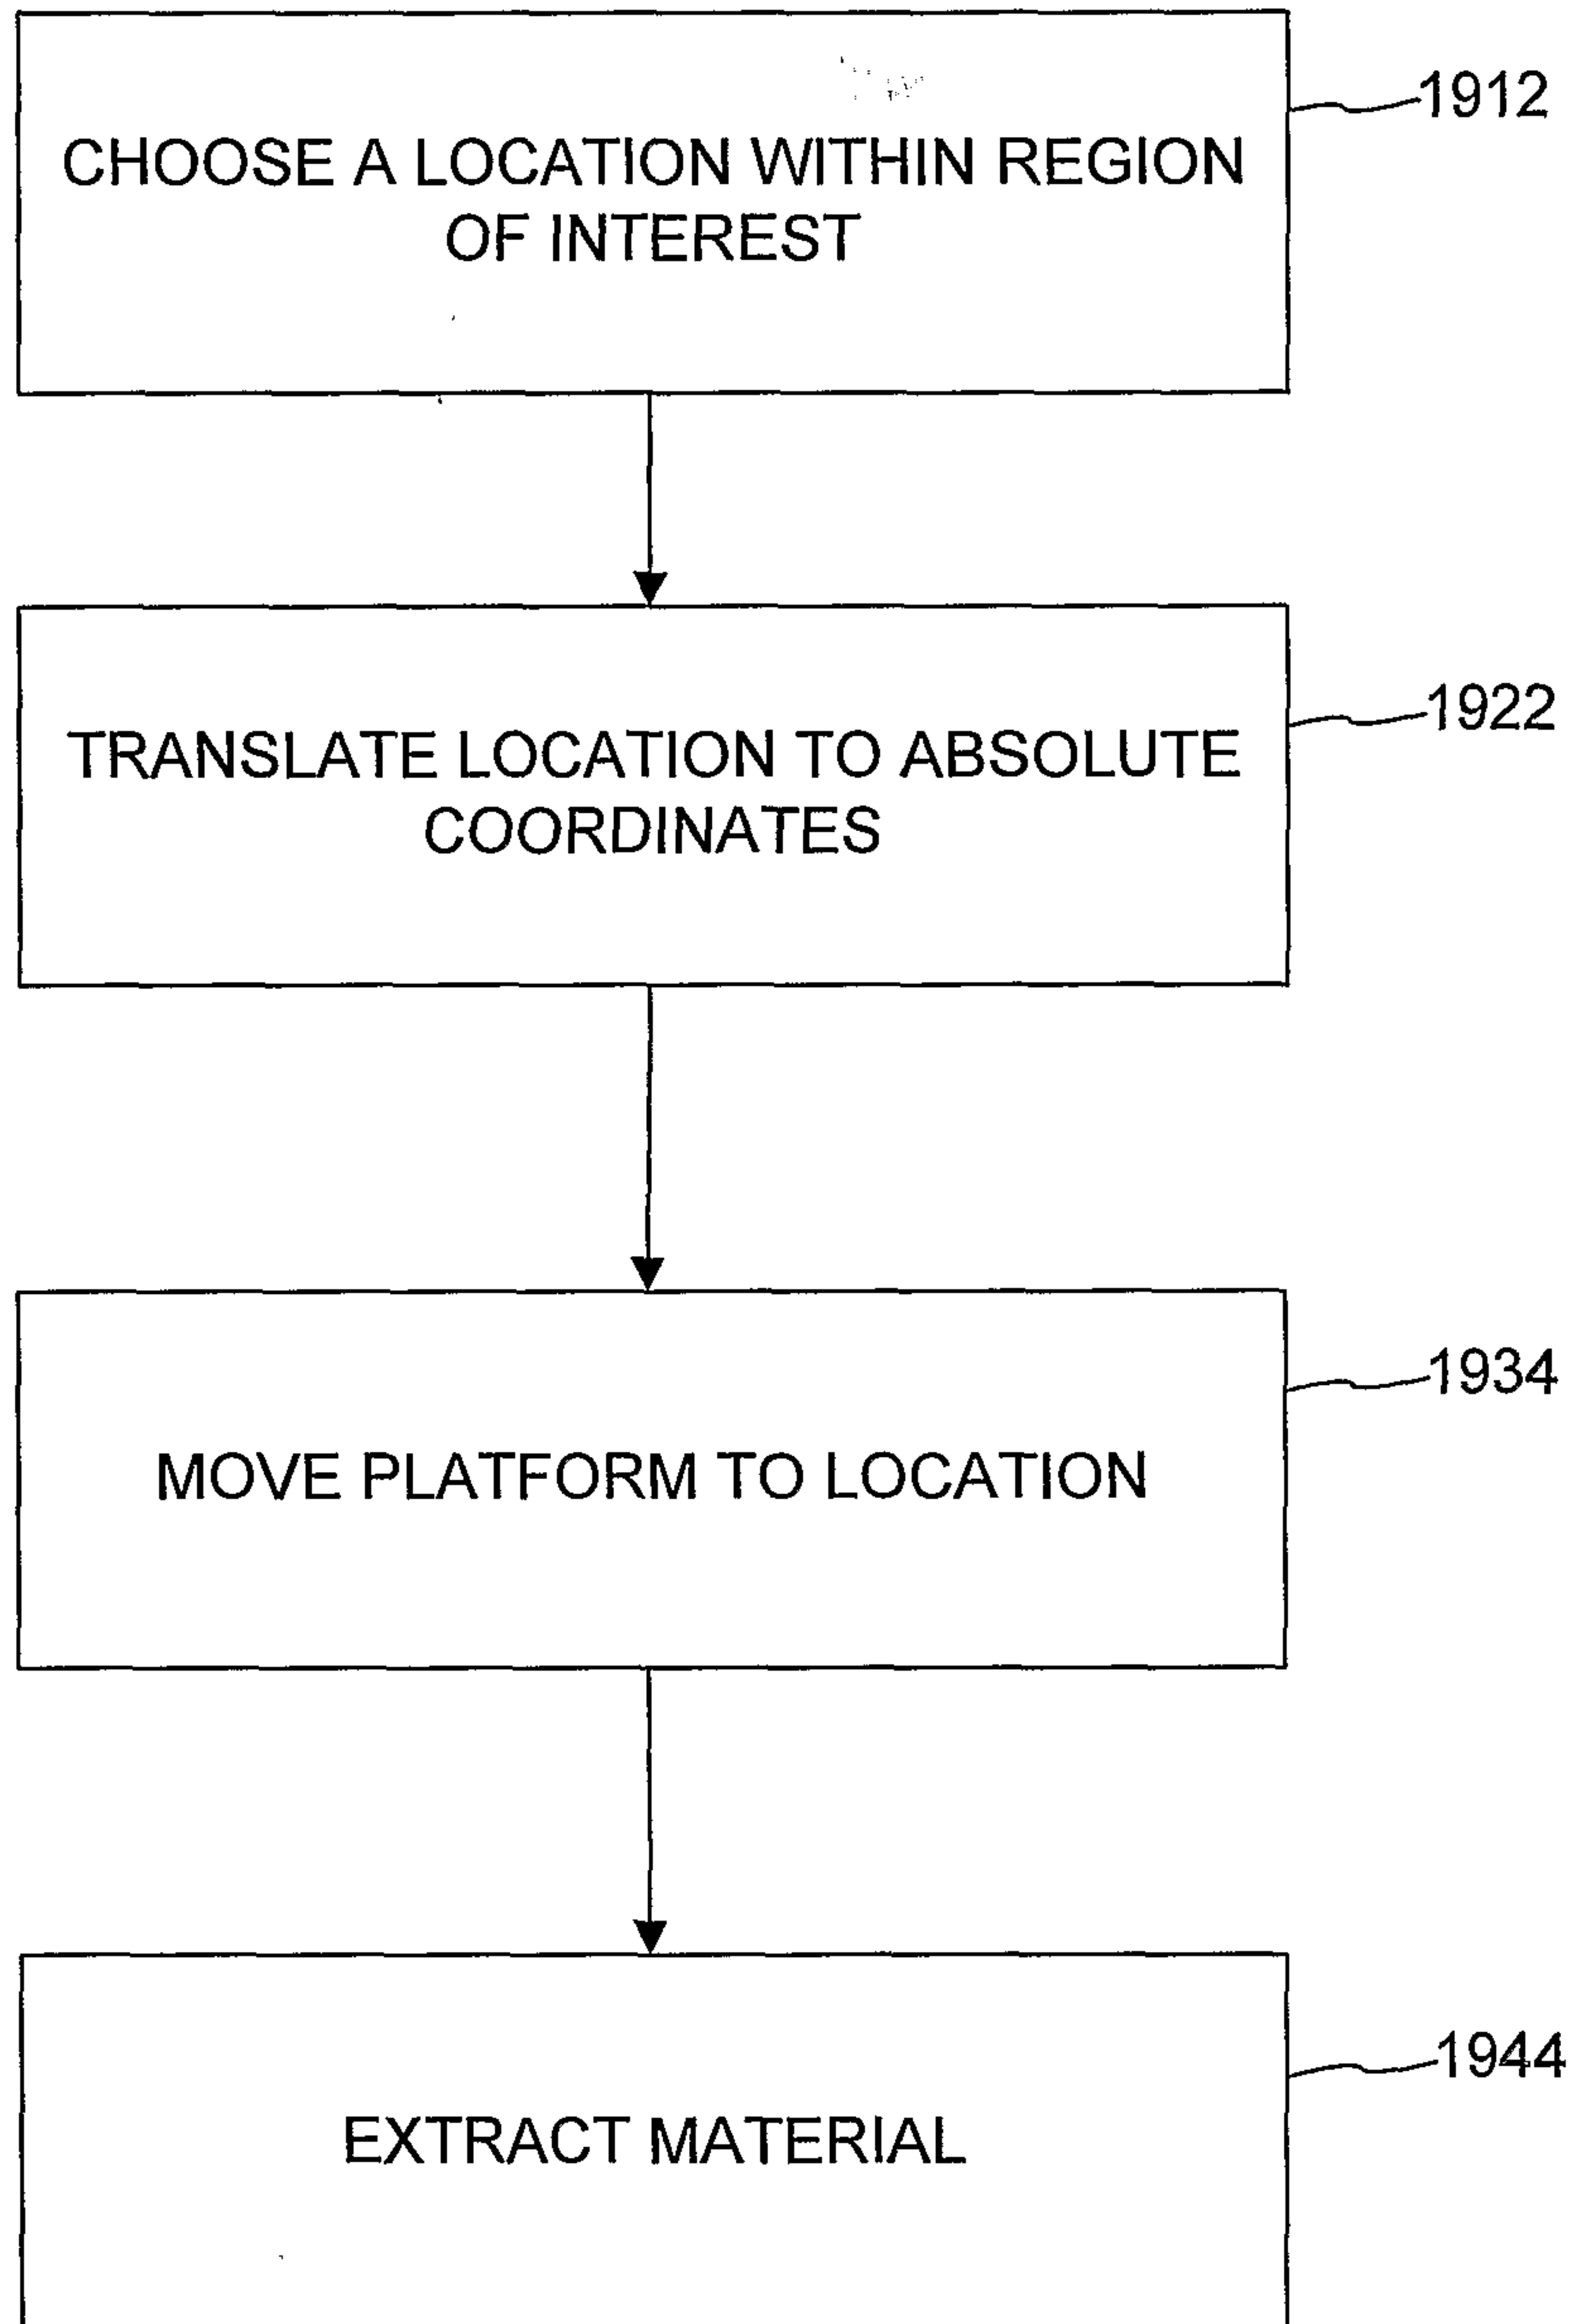 1912
CHOOSE A LOCATION WITHIN REGION
OF INTEREST
1922
TRANSLATE LOCATION TO ABSOLUTE
COORDINATES
1934
MOVE PLATFORM TO LOCATION
1944
EXTRACT MATERIAL